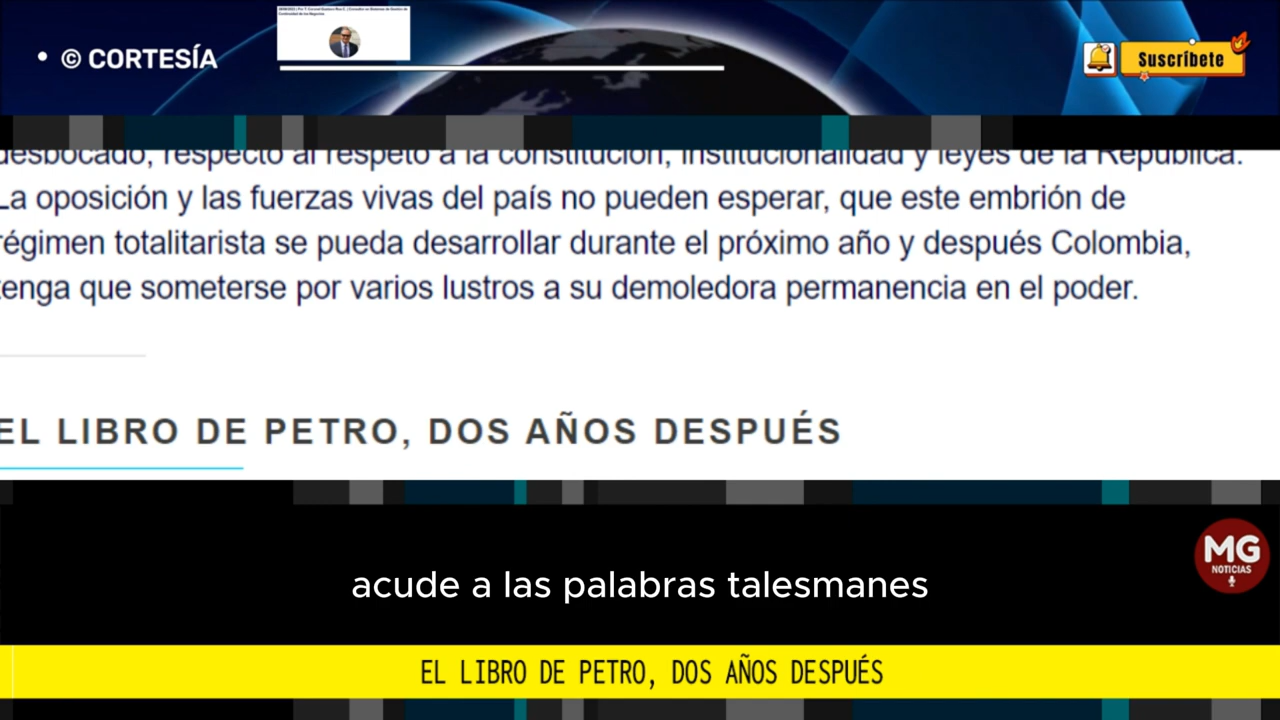 • © CORTESÍA
Suscríbete
desbocado, respecto al respeto a la constitución, institucionalidad y leyes de la República.
La oposición y las fuerzas vivas del país no pueden esperar, que este embrión de
régimen totalitarista se pueda desarrollar durante el próximo año y después Colombia,
tenga que someterse por varios lustros a su demoledora permanencia en el poder.
EL LIBRO DE PETRO, DOS AÑOS DESPUÉS
MG
NOTICIAS
acude a las palabras talesmanes
EL LIBRO DE PETRO, DOS AÑOS DESPUÉS